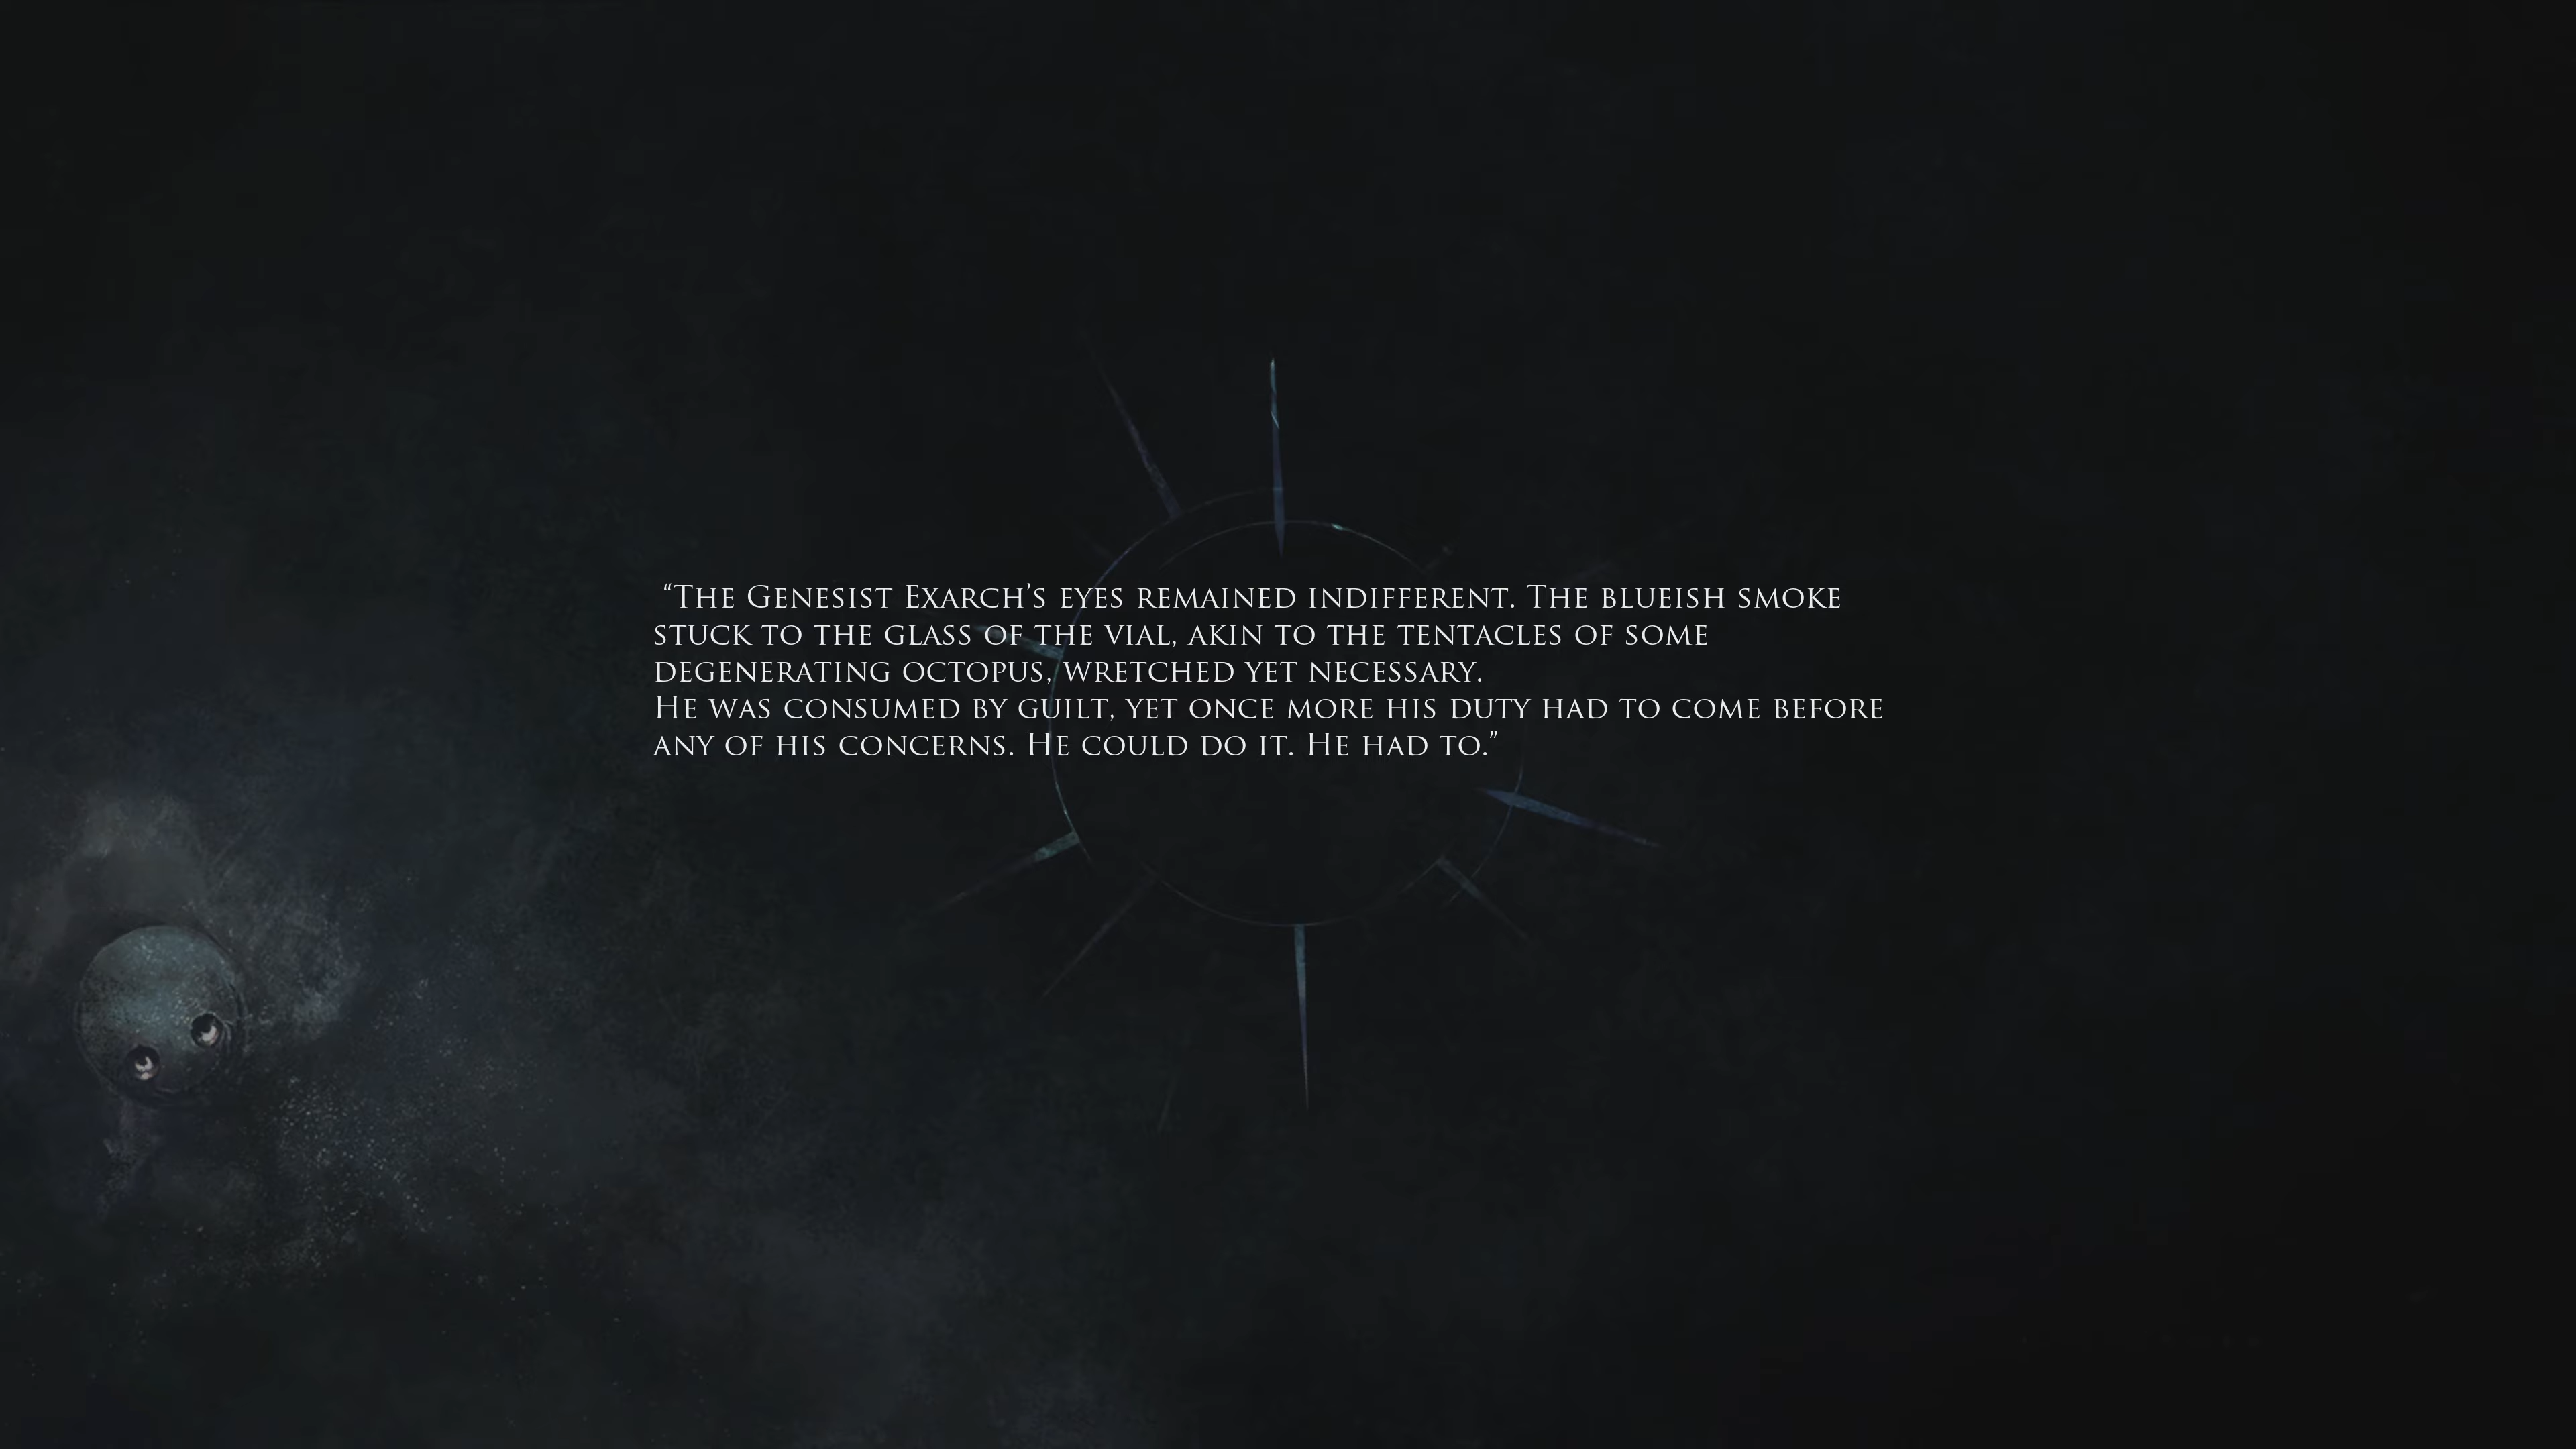 “The Genesist Exarch’s eyes remained indifferent. The blueish smoke
stuck to the glass of the vial, akin to the tentacles of some
degenerating octopus, wretched yet necessary.
He was consumed by guilt, yet once more his duty had to come before
any of his concerns. He could do it. He had to.”